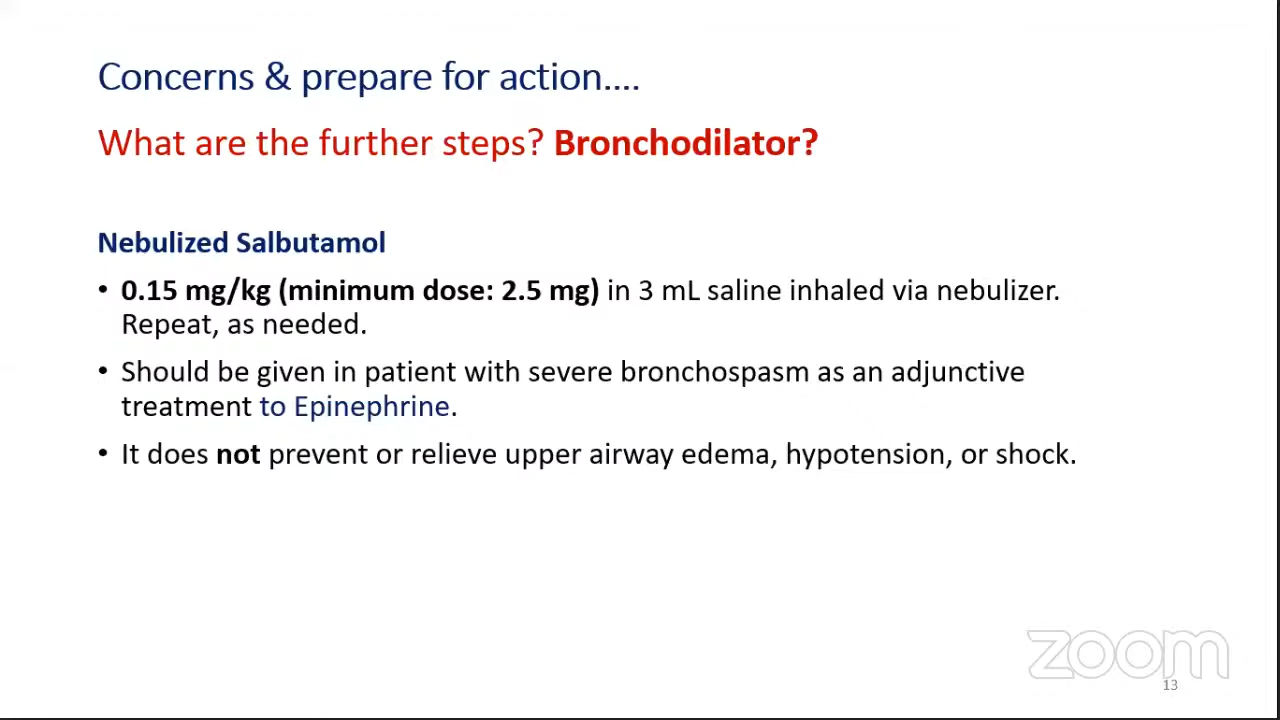 Concerns & prepare for action....
What are the further steps? Bronchodilator?
Nebulized Salbutamol
• 0.15 mg/kg (minimum dose: 2.5 mg) in 3 mL saline inhaled via nebulizer.
Repeat, as needed.
• Should be given in patient with severe bronchospasm as an adjunctive
treatment to Epinephrine.
• It does not prevent or relieve upper airway edema, hypotension, or shock.
zoom
13